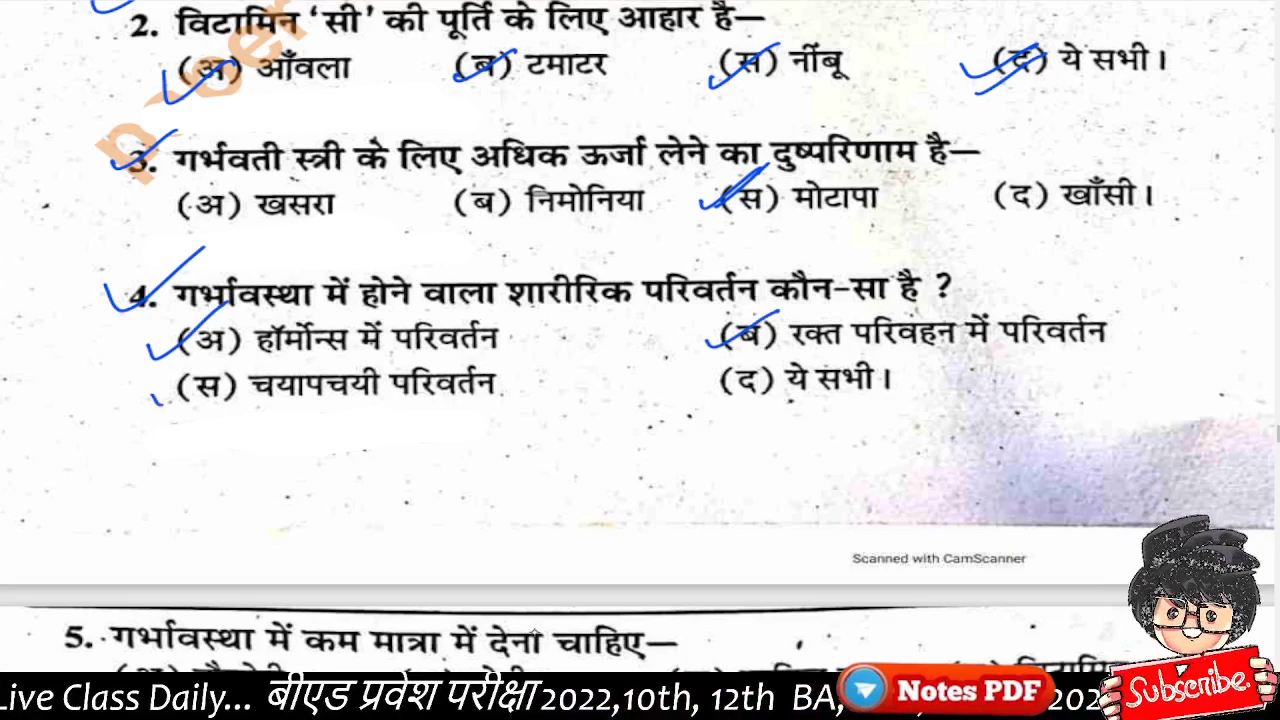 2. विटामिन 'सी' की पूर्ति के लिए आहार है—
(अ) आँवला (ब) टमाटर (स) नींबू (द) ये सभी।
3. गर्भवती स्त्री के लिए अधिक ऊर्जा लेने का दुष्परिणाम है—
(अ) खसरा (ब) निमोनिया (स) मोटापा (द) खाँसी।
4. गर्भावस्था में होने वाला शारीरिक परिवर्तन कौन-सा है ?
(अ) हॉर्मोन्स में परिवर्तन (ब) रक्त परिवहन में परिवर्तन
(स) चयापचयी परिवर्तन (द) ये सभी।
Scanned with CamScanner
5. गर्भावस्था में कम मात्रा में देना चाहिए—
Live Class Daily... बीएड प्रवेश परीक्षा 2022,10th, 12th BA,
Notes PDF
Subscribe